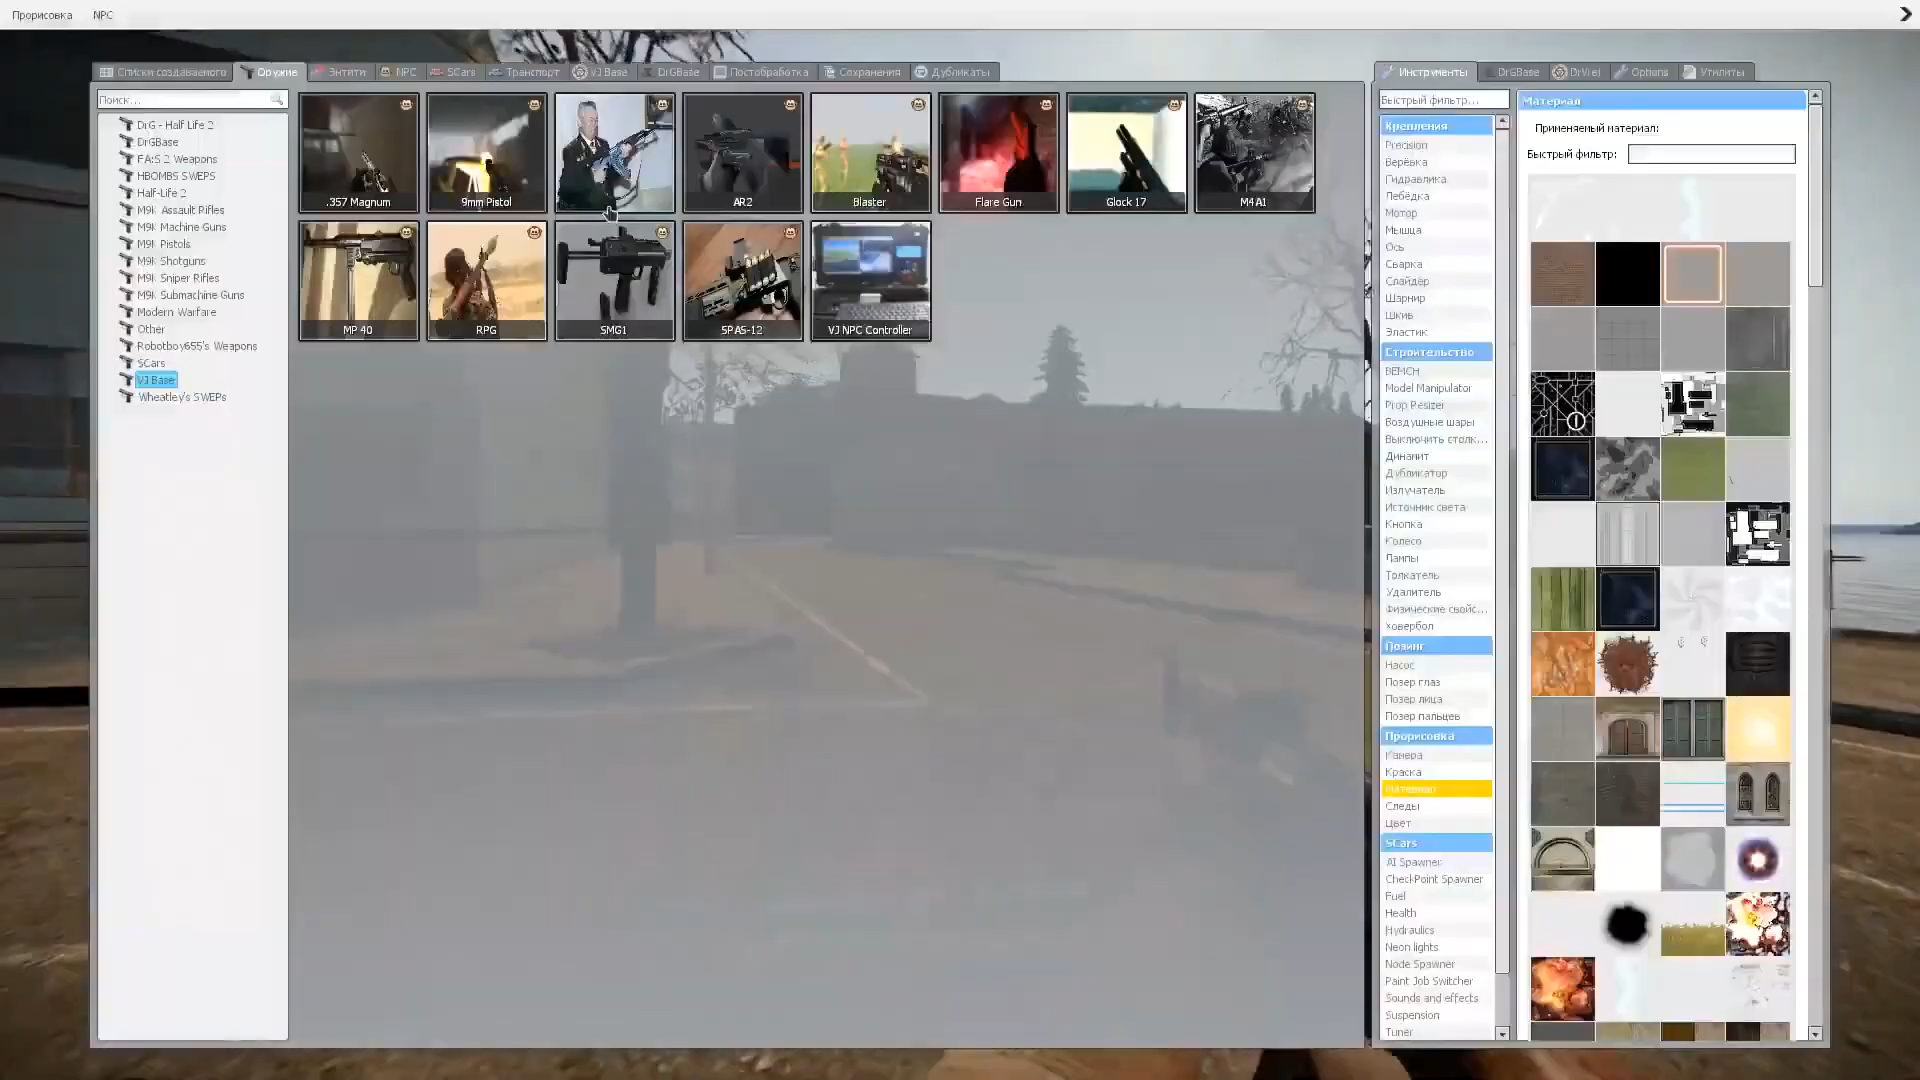 Прорисовка NPC
Списки создаваемого Оружие Энтити NPC SCars Транспорт VJ Base DrGBase Постобработка Сохранения Дубликаты
Поиск...
DrG - Half Life 2
DrGBase
FA:S 2 Weapons
HBOMBS SWEPS
Half-Life 2
M9K Assault Rifles
M9K Machine Guns
M9K Pistols
M9K Shotguns
M9K Sniper Rifles
M9K Submachine Guns
Modern Warfare
Other
Robotboy655's Weapons
SCars
VJ Base
Wheatley's SWEPs
.357 Magnum
9mm Pistol
AR2
Blaster
Flare Gun
Glock 17
M4A1
MP 40
RPG
SMG1
SPAS-12
VJ NPC Controller
Инструменты DrGBase Options Утилиты
Быстрый фильтр...
Крепления
Precision
Верёвка
Гидравлика
Лебёдка
Мотор
Мышца
Ось
Сварка
Слайдер
Шарнир
Шкив
Эластик
Строительство
BEMCH
Model Manipulator
Prop Resizer
Воздушные шары
Выключить столк...
Динамит
Дубликатор
Излучатель
Источник света
Кнопка
Колесо
Лампы
Толкатель
Удалитель
Физические свойс...
Ховербол
Позинг
Насос
Позер глаз
Позер лица
Позер пальцев
Прорисовка
Камера
Краска
Материал
Следы
Цвет
SCars
AI Spawner
CheckPoint Spawner
Fuel
Health
Hydraulics
Neon lights
Node Spawner
Paint Job Switcher
Sounds and effects
Suspension
Tuner
Материал
Применяемый материал:
Быстрый фильтр: